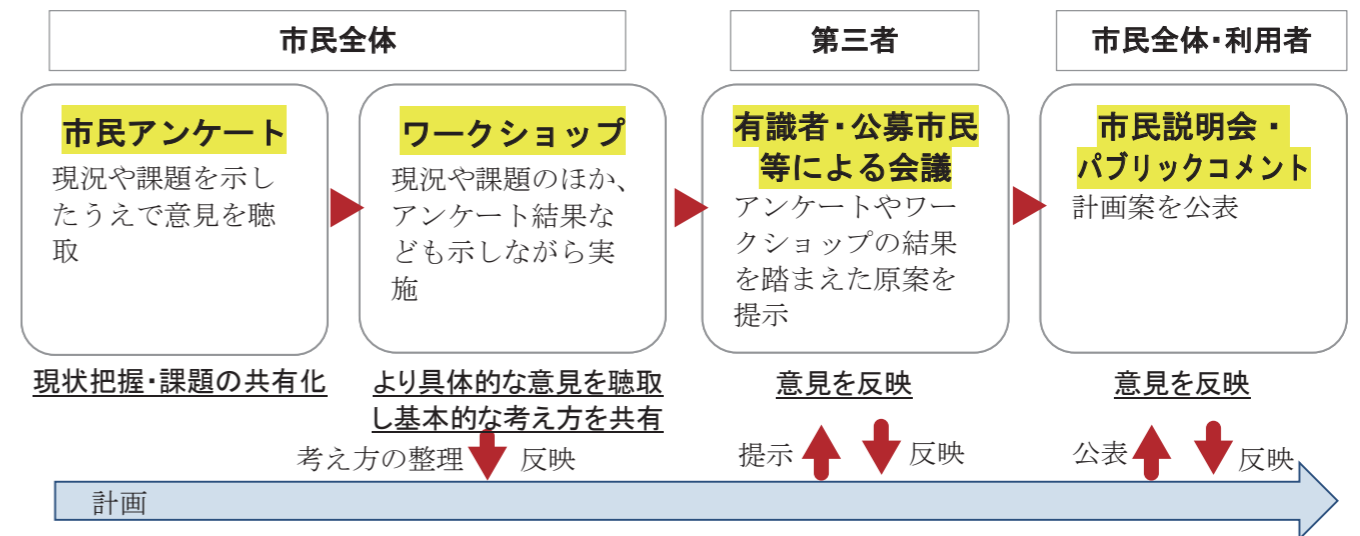 市民全体
第三者
市民全体・利用者
市民アンケート
現況や課題を示し
たうえで意見を聴
取
ワークショップ
現況や課題のほか、
アンケート結果な
ども示しながら実
施
有識者・公募市民
等による会議
アンケートやワー
クショップの結果
を踏まえた原案を
提示
市民説明会・
パブリックコメント
計画案を公表
現状把握・課題の共有化
より具体的な意見を聴取
し基本的な考え方を共有
意見を反映
意見を反映
考え方の整理 反映
提示 反映
公表 反映
計画